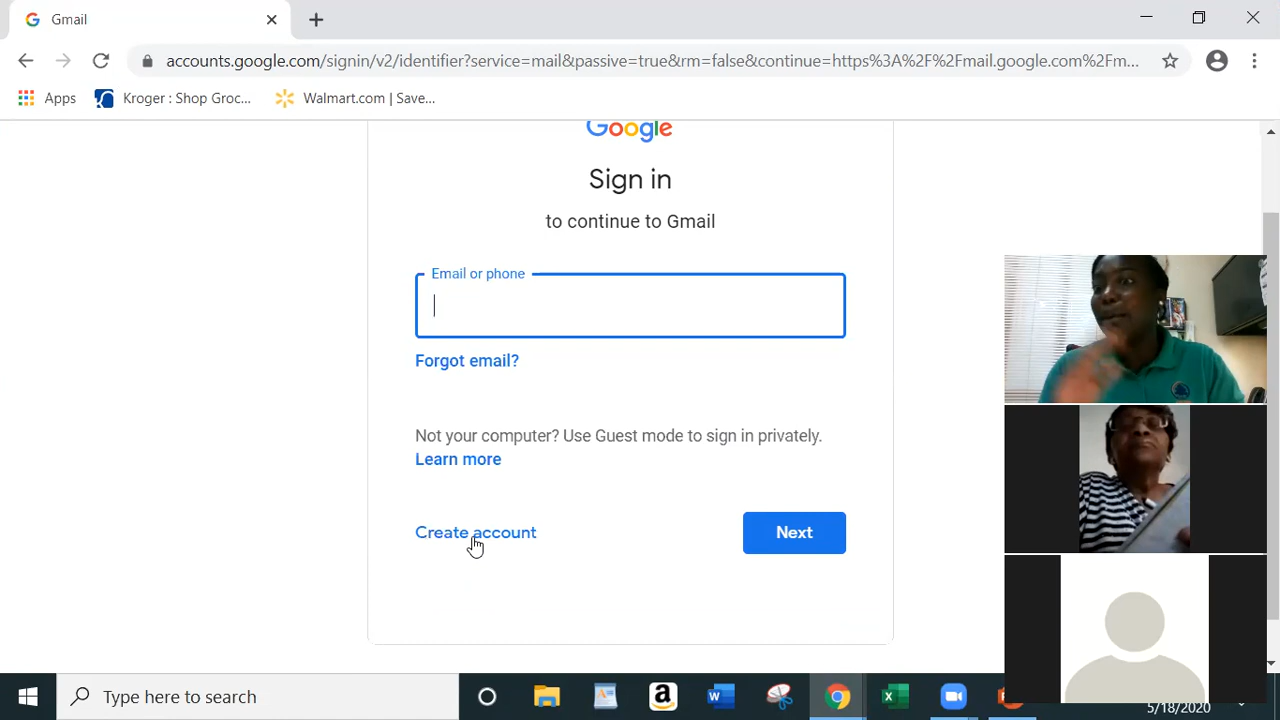 Gmail
accounts.google.com/signin/v2/identifier?service=mail&passive=true&rm=false&continue=https%3A%2F%2Fmail.google.com%2Fm...
Apps
Kroger : Shop Groc...
Walmart.com | Save...
Google
Sign in
to continue to Gmail
Email or phone
Forgot email?
Not your computer? Use Guest mode to sign in privately.
Learn more
Create account
Next
Type here to search
5/18/2020